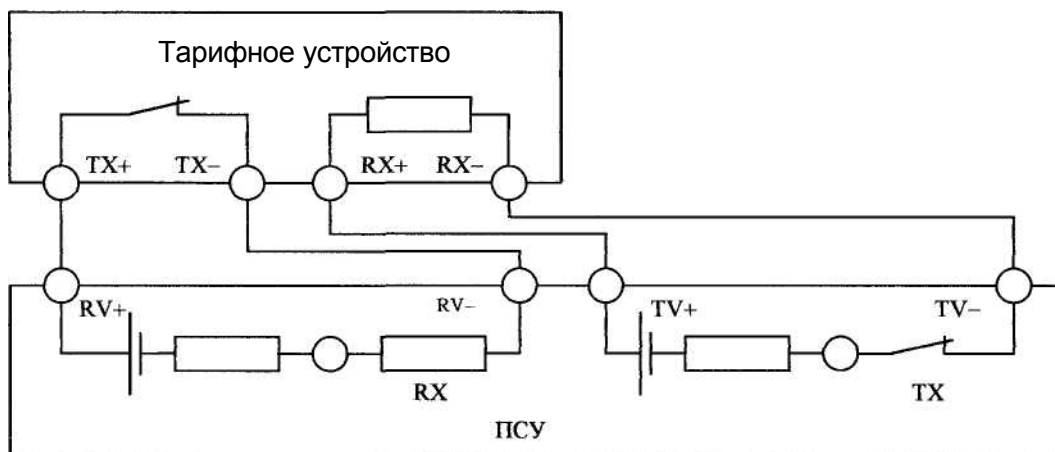 Тарифное устройство
TX+ TX– RX+ RX–
RV+ RV– TV+ TV–
RX TX
ПСУ